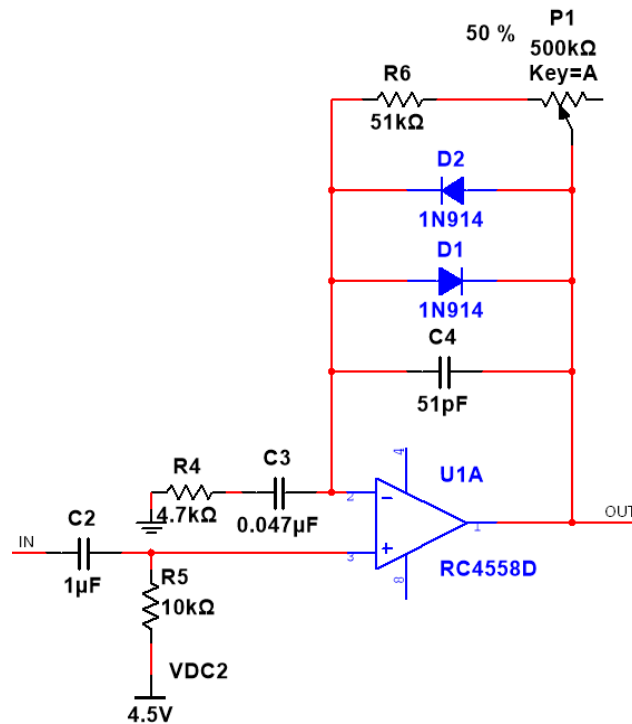 P1
50 %
500kΩ
Key=A
R6
51kΩ
D2
1N914
D1
1N914
C4
51pF
4
U1A
R4
C3
4.7kΩ
0.047µF
2
1
OUT
IN
C2
1µF
3
8
RC4558D
R5
10kΩ
VDC2
4.5V